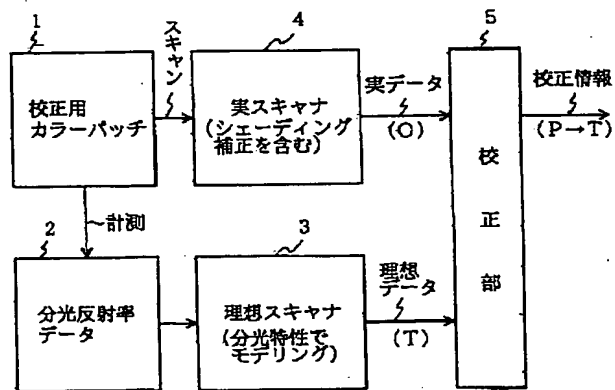 1
校正用
カラーパッチ
スキャン
4
実スキャナ
(シェーディング
補正を含む)
実データ
(O)
5
校正部
校正情報
(P→T)
計測
2
分光反射率
データ
3
理想スキャナ
(分光特性で
モデリング)
理想
データ
(T)